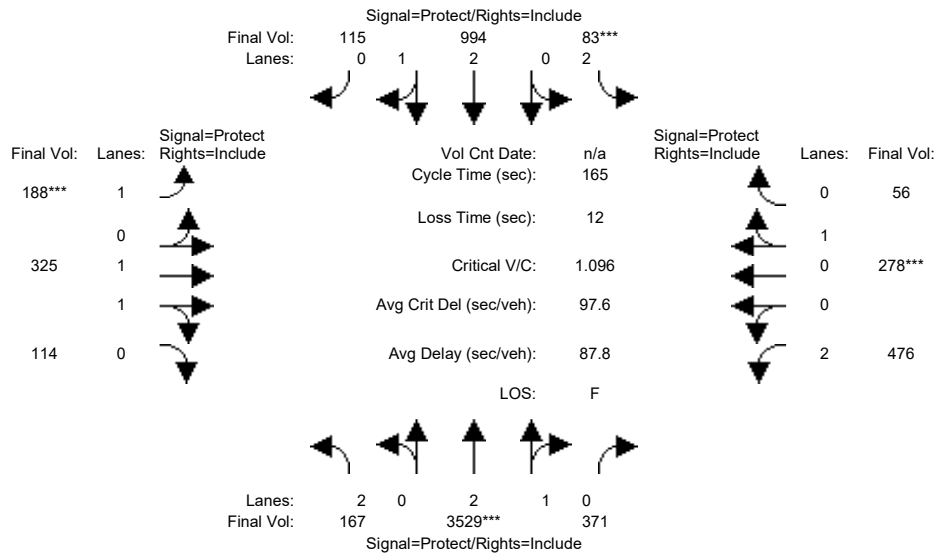 Signal=Protect/Rights=Include
Final Vol: 115 994 83***
Lanes: 0 1 2 0 2
Signal=Protect
Final Vol: Lanes: Rights=Include
Vol Cnt Date: n/a
Signal=Protect
Rights=Include Lanes: Final Vol:
Cycle Time (sec): 165
188*** 1
0 56
Loss Time (sec): 12
0
1
325 1
Critical V/C: 1.096
0 278***
1
Avg Crit Del (sec/veh): 97.6
0
114 0
Avg Delay (sec/veh): 87.8
2 476
LOS: F
Lanes: 2 0 2 1 0
Final Vol: 167 3529*** 371
Signal=Protect/Rights=Include